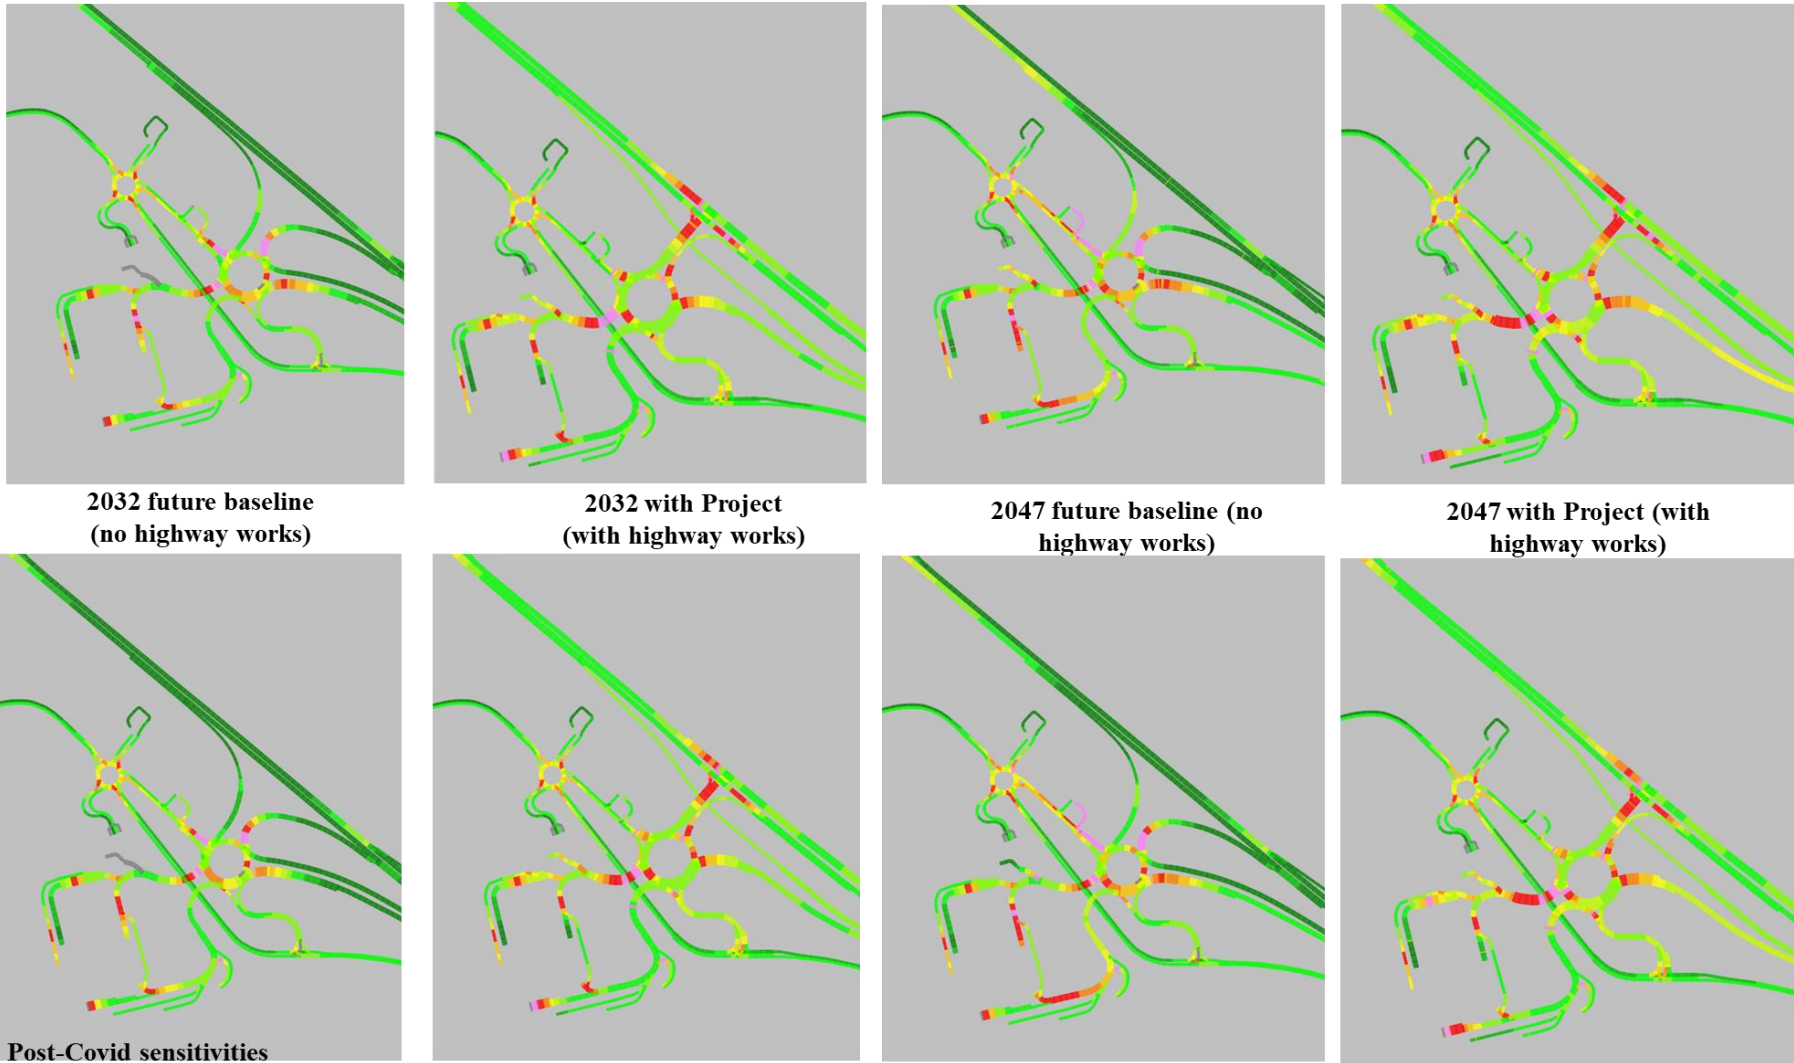 2032 future baseline
(no highway works)
2032 with Project
(with highway works)
2047 future baseline (no
highway works)
2047 with Project (with
highway works)
Post-Covid sensitivities